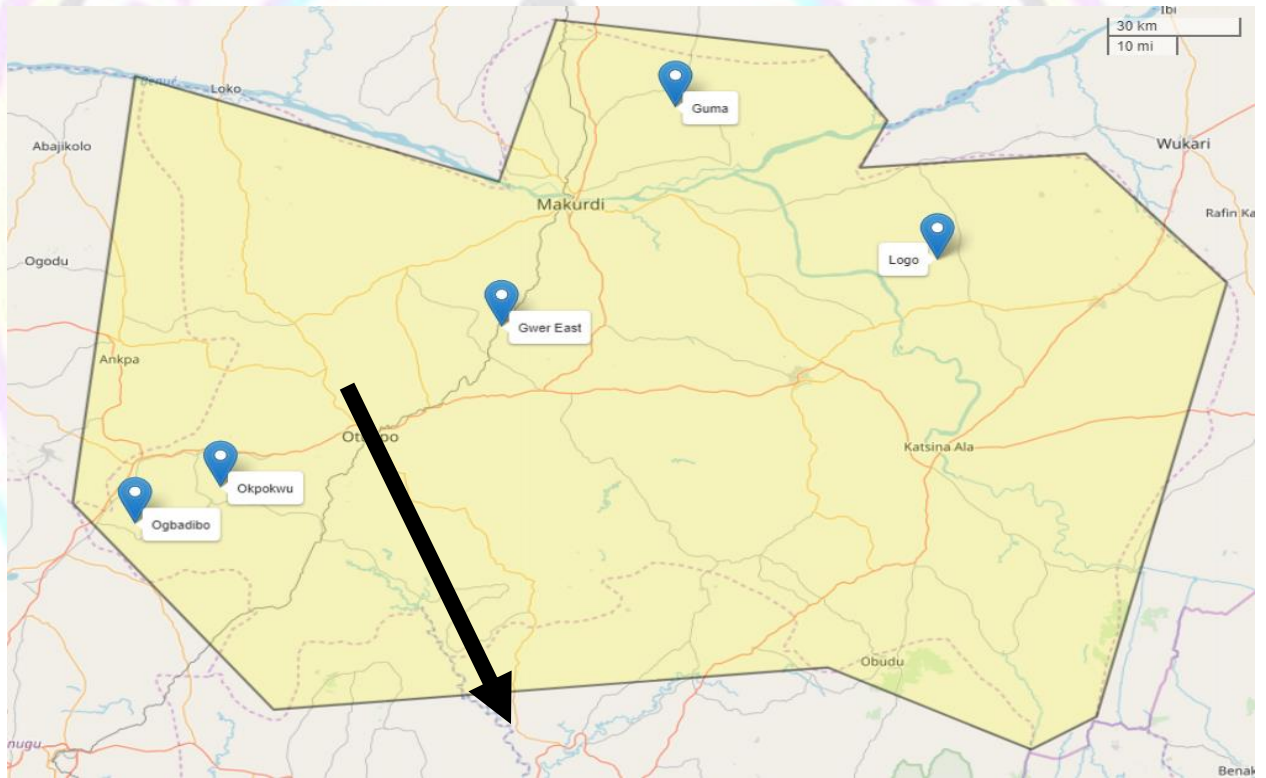 Ibi
30 km
10 mi
Loko
Guma
Abajikolo
Wukari
Makurdi
Rafin Ka
Logo
Ogodu
Gwer East
Ankpa
Katsina Ala
Okpokwu
Ogbadibo
Obudu
nugu
Benak